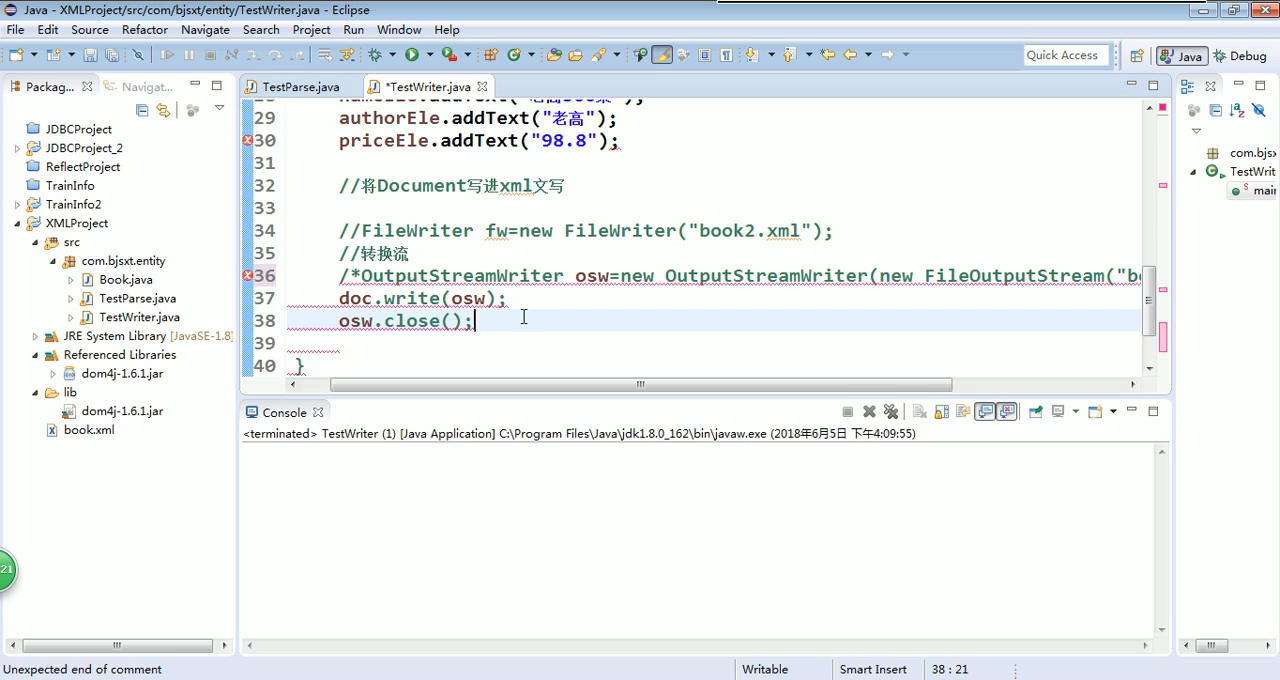 Java - XMLProject/src/com/bjsxt/entity/TestWriter.java - Eclipse
File Edit Source Refactor Navigate Search Project Run Window Help
Quick Access Java Debug
Packag... Navigat...
JDBCProject
JDBCProject_2
ReflectProject
TrainInfo
TrainInfo2
XMLProject
src
com.bjsxt.entity
Book.java
TestParse.java
TestWriter.java
JRE System Library [JavaSE-1.8]
Referenced Libraries
dom4j-1.6.1.jar
lib
dom4j-1.6.1.jar
book.xml
21
TestParse.java *TestWriter.java
29 authorEle.addText("老高");
30 priceEle.addText("98.8");
31
32 //将Document写进xml文写
33
34 //FileWriter fw=new FileWriter("book2.xml");
35 //转换流
36 /*OutputStreamWriter osw=new OutputStreamWriter(new FileOutputStream("b
37 doc.write(osw);
38 osw.close();
39
40 }
com.bjsx
TestWrit
main
Console
<terminated> TestWriter (1) [Java Application] C:\Program Files\Java\jdk1.8.0_162\bin\javaw.exe (2018年6月5日 下午4:09:55)
Unexpected end of comment Writable Smart Insert 38 : 21